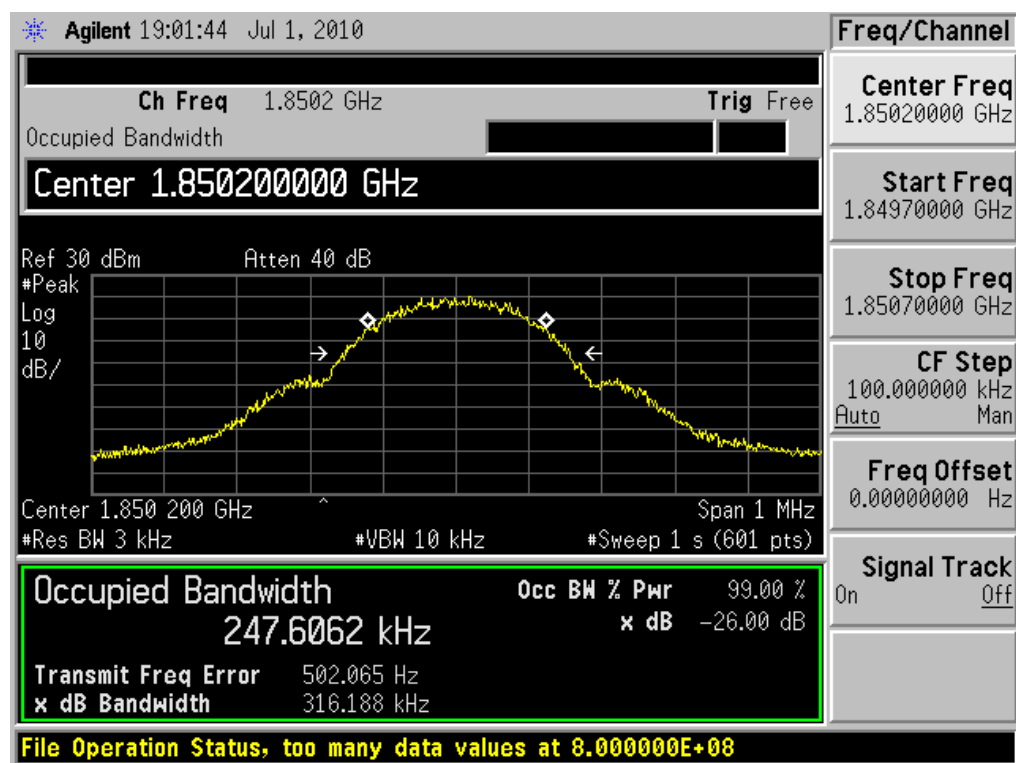 Agilent 19:01:44 Jul 1, 2010
Freq/Channel
Ch Freq 1.8502 GHz
Trig Free
Occupied Bandwidth
Center 1.850200000 GHz
Ref 30 dBm
Atten 40 dB
#Peak
Log
10
dB/
Center 1.850 200 GHz
^
Span 1 MHz
#Res BW 3 kHz
#VBW 10 kHz
#Sweep 1 s (601 pts)
Occupied Bandwidth
247.6062 kHz
Occ BW % Pwr 99.00 %
x dB -26.00 dB
Transmit Freq Error 502.065 Hz
x dB Bandwidth 316.188 kHz
File Operation Status, too many data values at 8.000000E+08
Center Freq
1.85020000 GHz
Start Freq
1.84970000 GHz
Stop Freq
1.85070000 GHz
CF Step
100.000000 kHz
Auto Man
Freq Offset
0.00000000 Hz
Signal Track
On Off